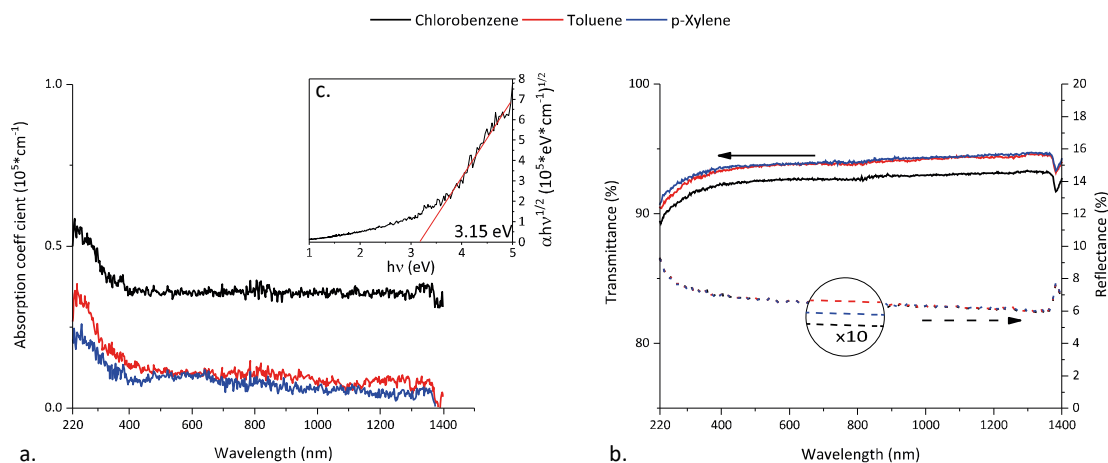 Chlorobenzene Toluene p-Xylene
1.0
0.5
0.0
Absorption coeff cient (10⁵*cm⁻¹)
220 400 600 800 1000 1200 1400
Wavelength (nm)
a.
c.
8
7
6
5
4
3
2
1
0
αhν^1/2 (10⁵*eV*cm⁻¹)^1/2
3.15 eV
1 2 3 4 5
hν (eV)
100
95
90
85
80
Transmittance (%)
20
18
16
14
12
10
8
6
4
2
0
Reflectance (%)
x10
220 400 600 800 1000 1200 1400
Wavelength (nm)
b.